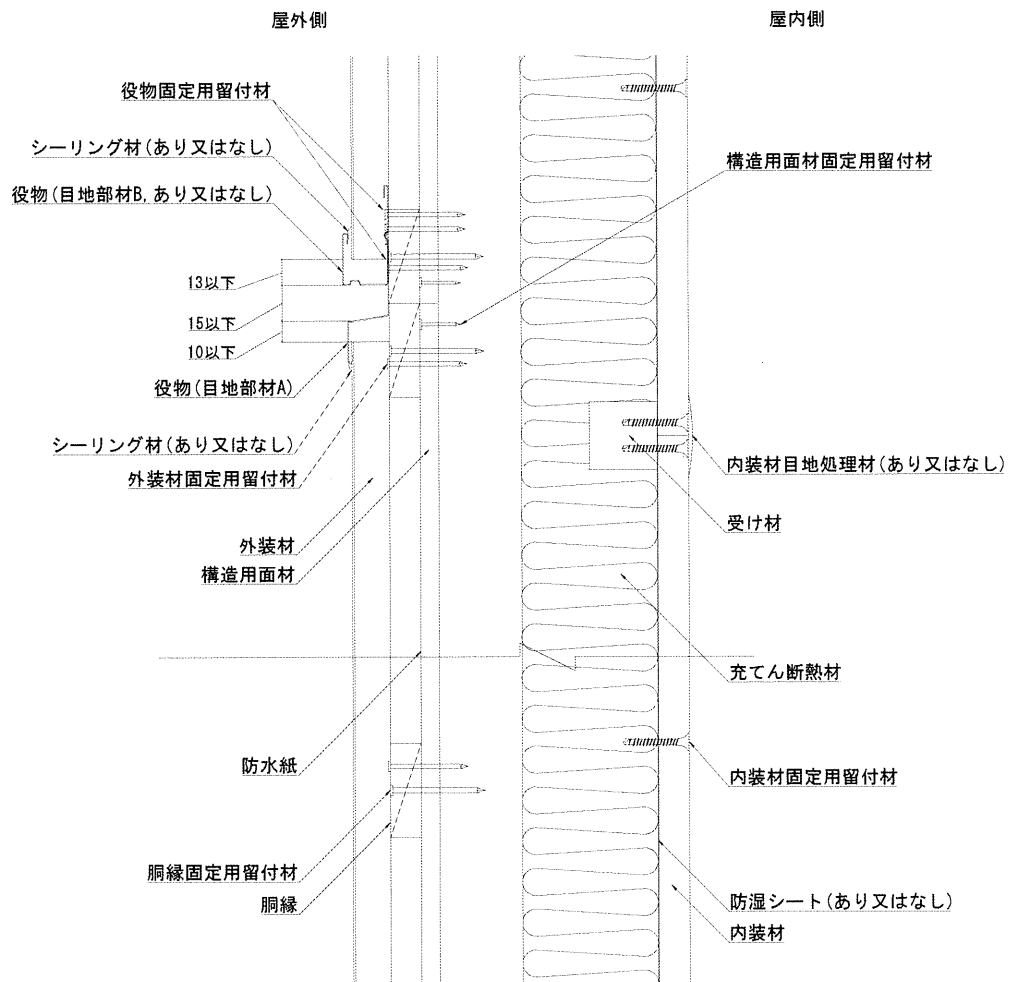 屋外側
屋内側
役物固定用留付材
シーリング材(あり又はなし)
役物(目地部材B,あり又はなし)
13以下
15以下
10以下
役物(目地部材A)
シーリング材(あり又はなし)
外装材固定用留付材
外装材
構造用面材
防水紙
胴縁固定用留付材
胴縁
構造用面材固定用留付材
内装材目地処理材(あり又はなし)
受け材
充てん断熱材
内装材固定用留付材
防湿シート(あり又はなし)
内装材